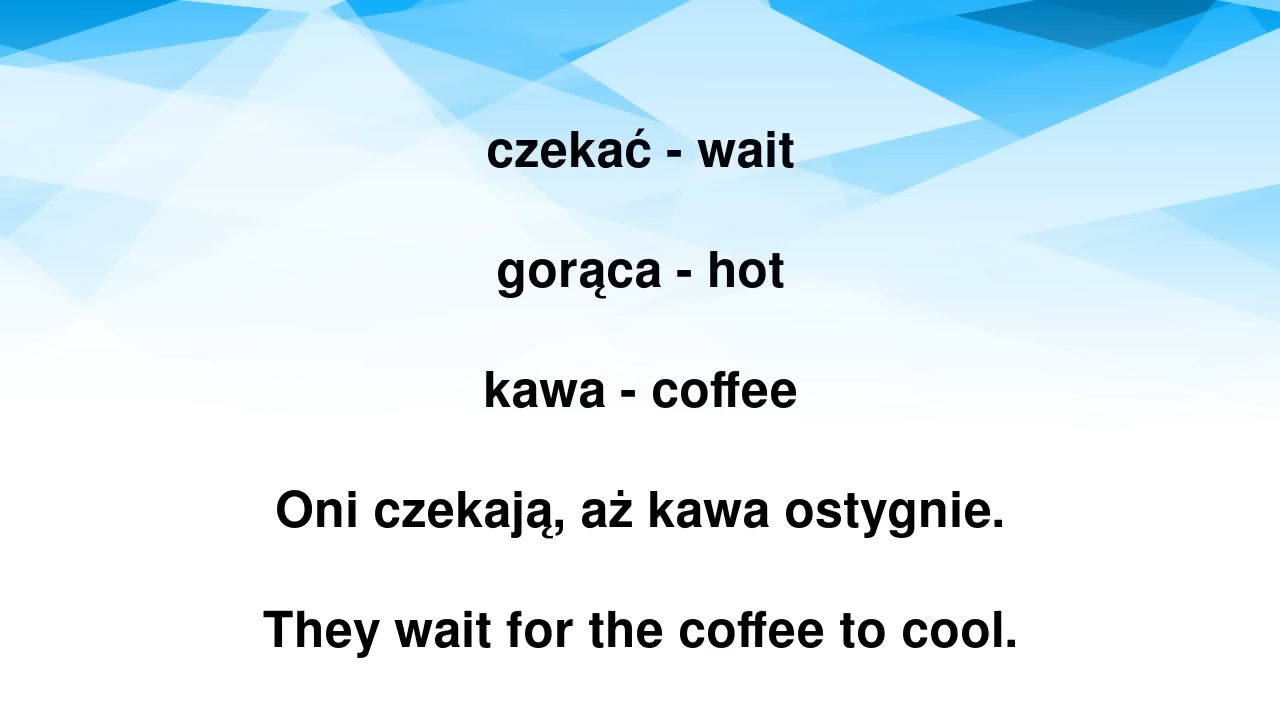 czekać - wait
gorąca - hot
kawa - coffee
Oni czekają, aż kawa ostygnie.
They wait for the coffee to cool.